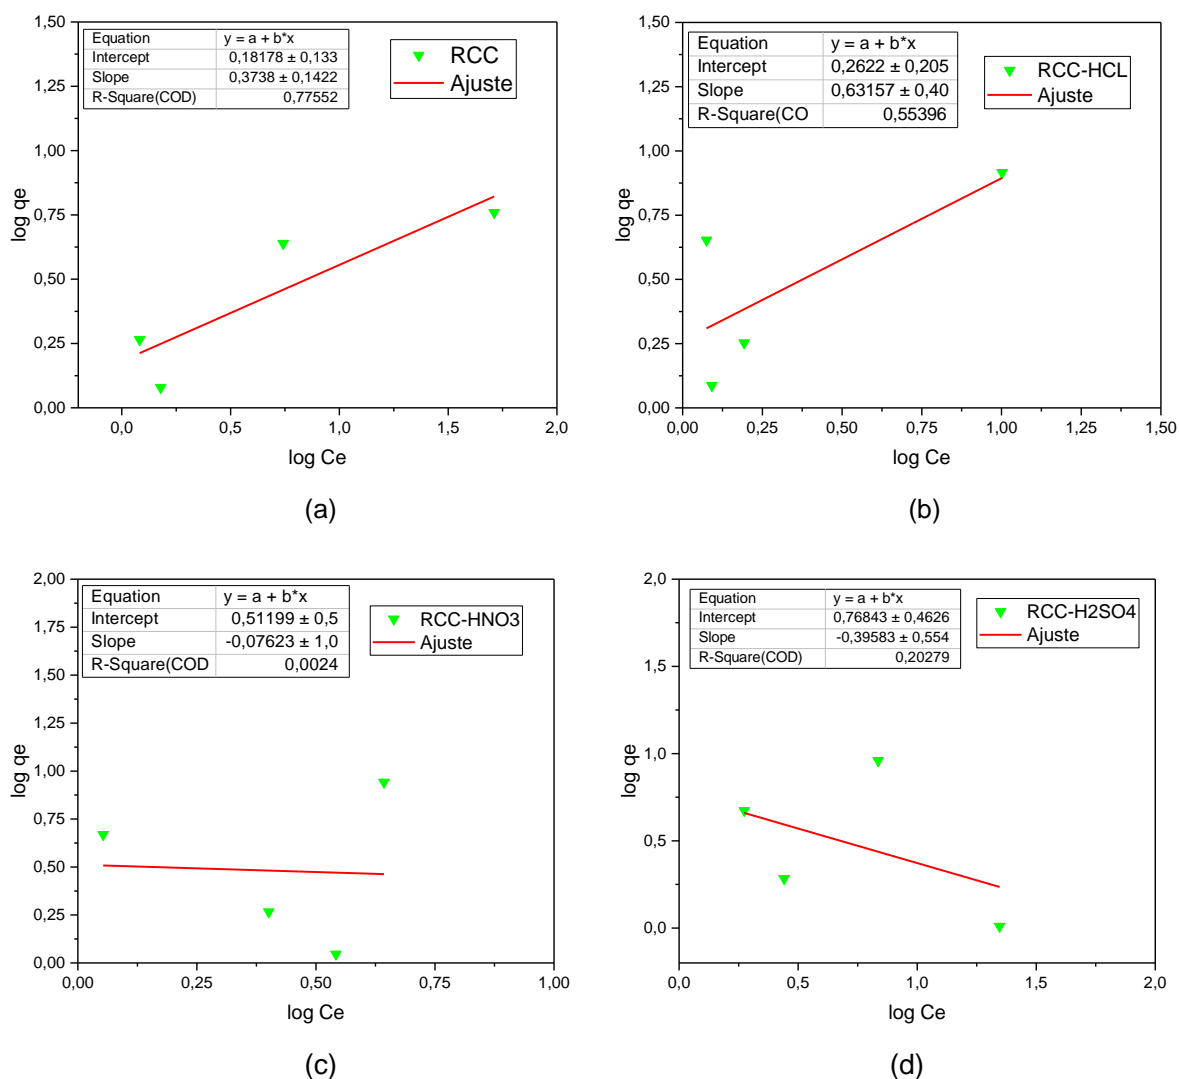 1,50
1,25
1,00
0,75
0,50
0,25
0,00
log qe
Equation y = a + b*x
Intercept 0,18178 ± 0,133
Slope 0,3738 ± 0,1422
R-Square(COD) 0,77552
RCC
Ajuste
0,0 0,5 1,0 1,5 2,0
log Ce
(a)
1,50
1,25
1,00
0,75
0,50
0,25
0,00
log qe
Equation y = a + b*x
Intercept 0,2622 ± 0,205
Slope 0,63157 ± 0,40
R-Square(CO 0,55396
RCC-HCL
Ajuste
0,00 0,25 0,50 0,75 1,00 1,25 1,50
log Ce
(b)
2,00
1,75
1,50
1,25
1,00
0,75
0,50
0,25
0,00
log qe
Equation y = a + b*x
Intercept 0,51199 ± 0,5
Slope -0,07623 ± 1,0
R-Square(COD 0,0024
RCC-HNO3
Ajuste
0,00 0,25 0,50 0,75 1,00
log Ce
(c)
2,0
1,5
1,0
0,5
0,0
log qe
Equation y = a + b*x
Intercept 0,76843 ± 0,4626
Slope -0,39583 ± 0,554
R-Square(COD) 0,20279
RCC-H2SO4
Ajuste
0,0 0,5 1,0 1,5 2,0
log Ce
(d)